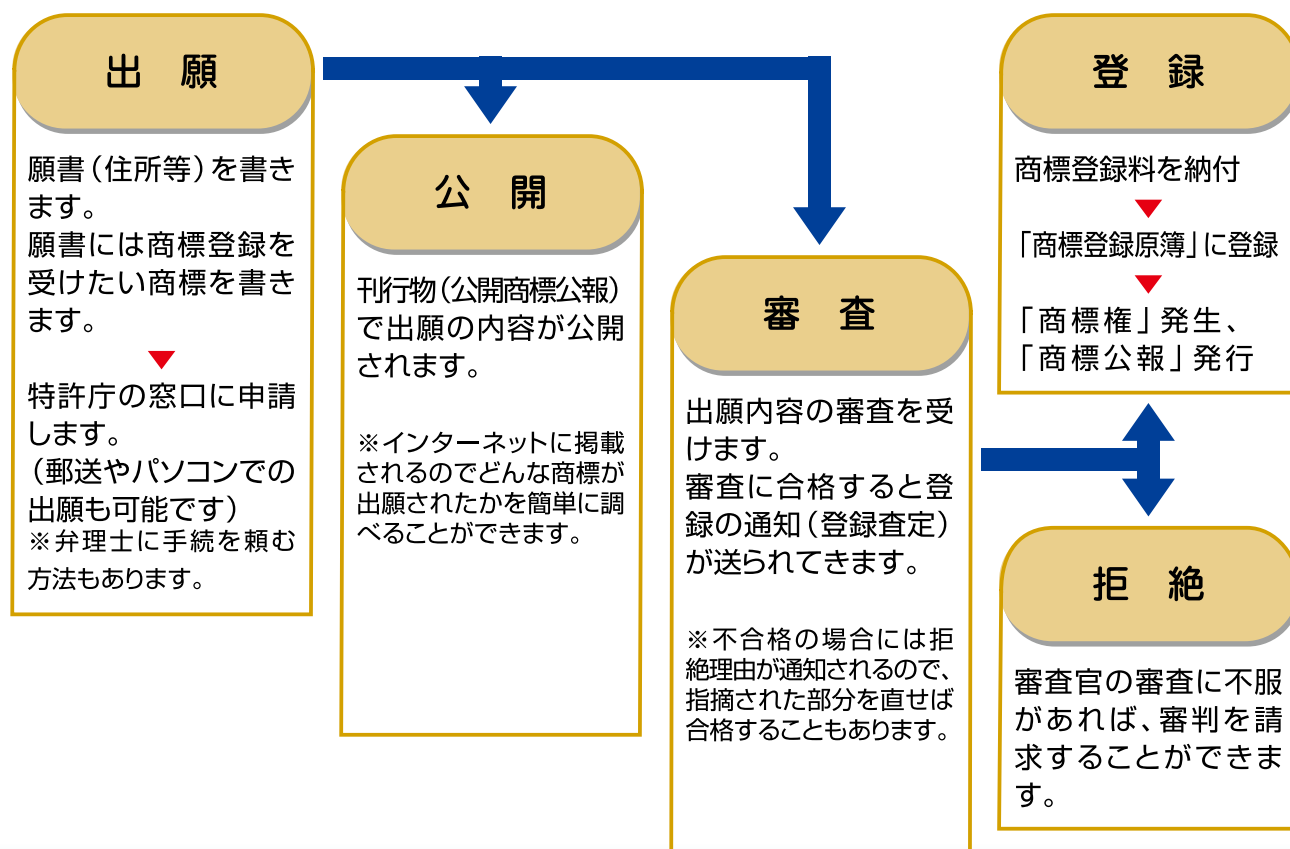 出　願
願書（住所等）を書き
ます。
願書には商標登録を
受けたい商標を書き
ます。
特許庁の窓口に申請
します。
（郵送やパソコンでの
出願も可能です）
※弁理士に手続を頼む
方法もあります。
公　開
刊行物（公開商標公報）
で出願の内容が公開
されます。
※インターネットに掲載
されるのでどんな商標が
出願されたかを簡単に調
べることができます。
審　査
出願内容の審査を受
けます。
審査に合格すると登
録の通知（登録査定）
が送られてきます。
※不合格の場合には拒
絶理由が通知されるので、
指摘された部分を直せば
合格することもあります。
登　録
商標登録料を納付
「商標登録原簿」に登録
「商標権」発生、
「商標公報」発行
拒　絶
審査官の審査に不服
があれば、審判を請
求することができま
す。